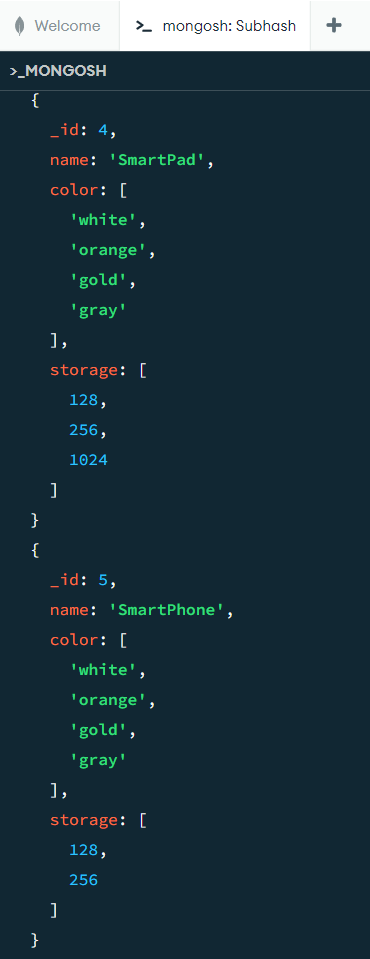 Welcome
>_ mongosh: Subhash +
>_MONGOSH
{
_id: 4,
name: 'SmartPad',
color: [
'white',
'orange',
'gold',
'gray'
],
storage: [
128,
256,
1024
]
}
{
_id: 5,
name: 'SmartPhone',
color: [
'white',
'orange',
'gold',
'gray'
],
storage: [
128,
256
]
}